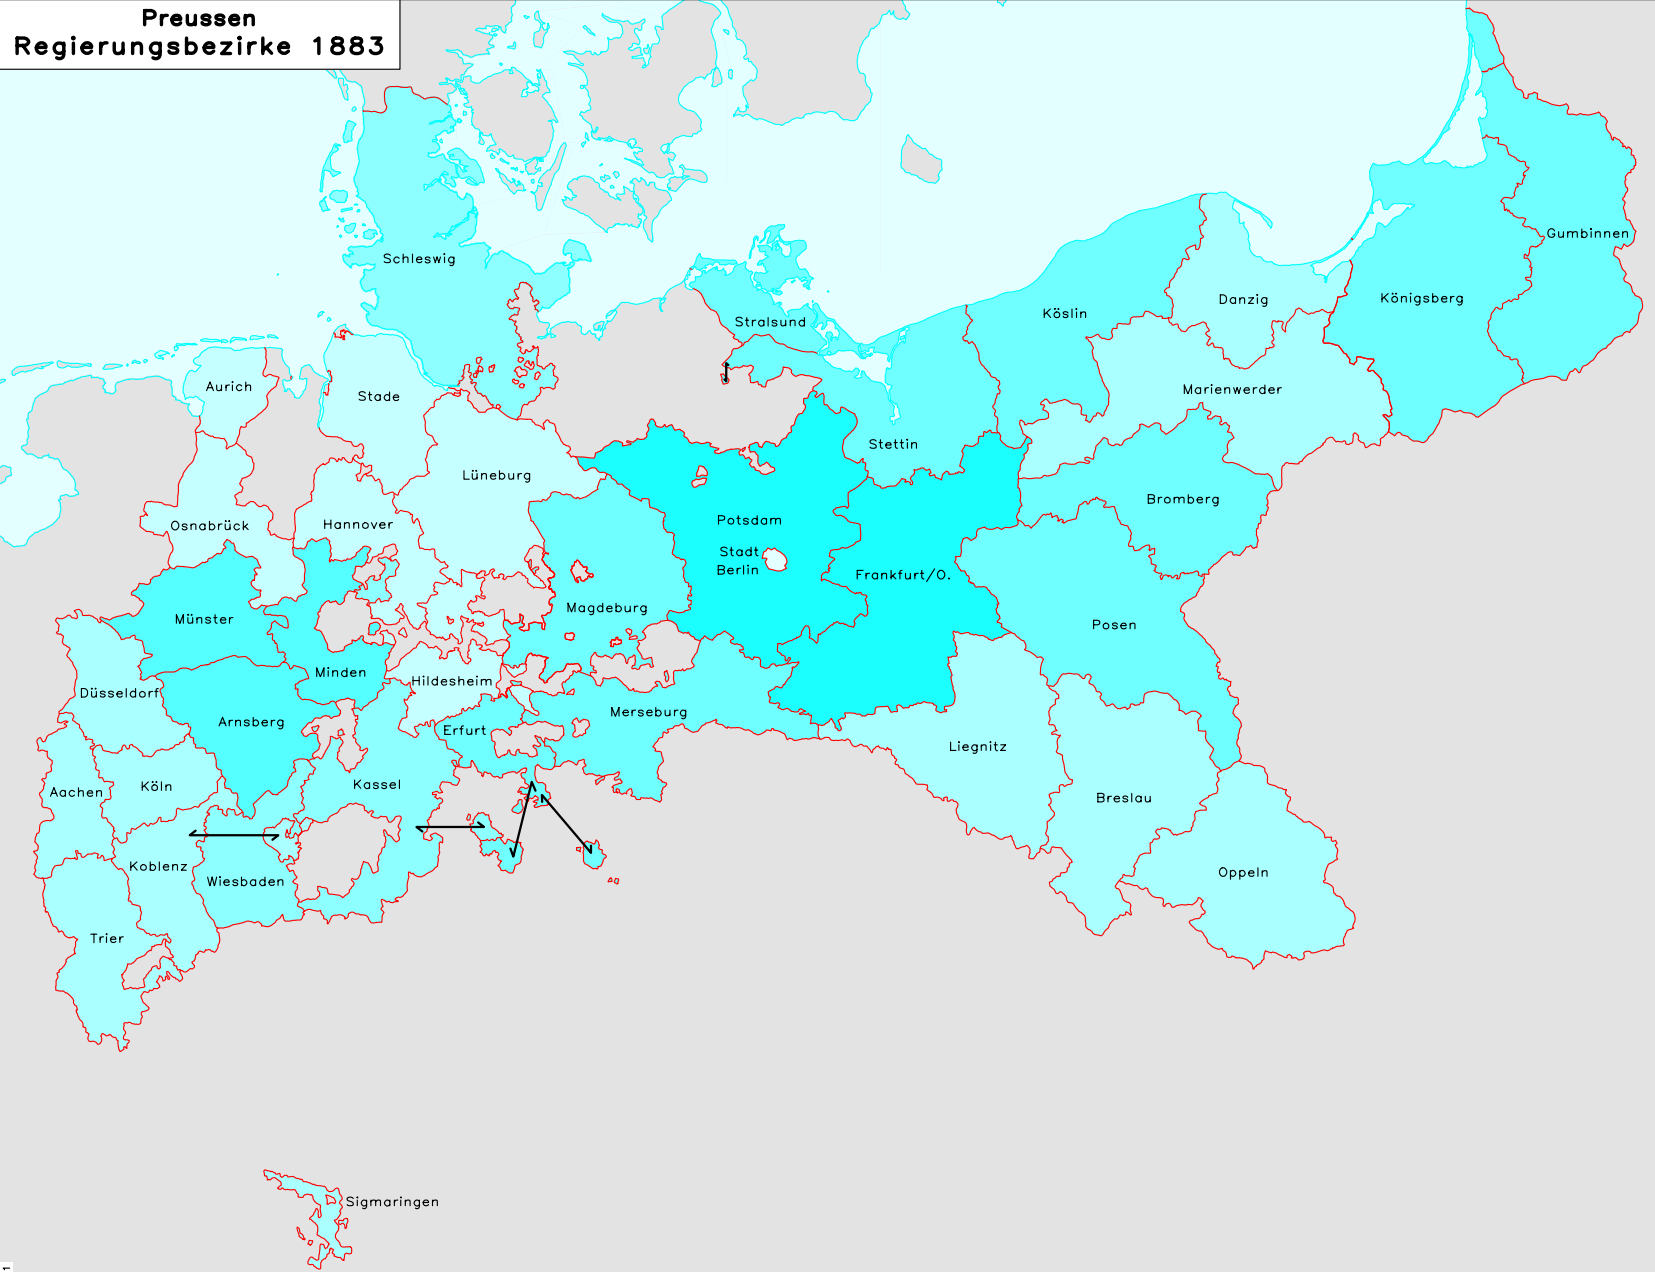 Preussen
Regierungsbezirke 1883
Schleswig
Gumbinnen
Königsberg
Danzig
Köslin
Stralsund
Aurich
Stade
Marienwerder
Stettin
Lüneburg
Bromberg
Osnabrück
Hannover
Potsdam
Stadt
Berlin
Frankfurt/O.
Magdeburg
Münster
Posen
Minden
Hildesheim
Düsseldorf
Arnsberg
Merseburg
Erfurt
Liegnitz
Kassel
Köln
Aachen
Breslau
Koblenz
Wiesbaden
Oppeln
Trier
Sigmaringen